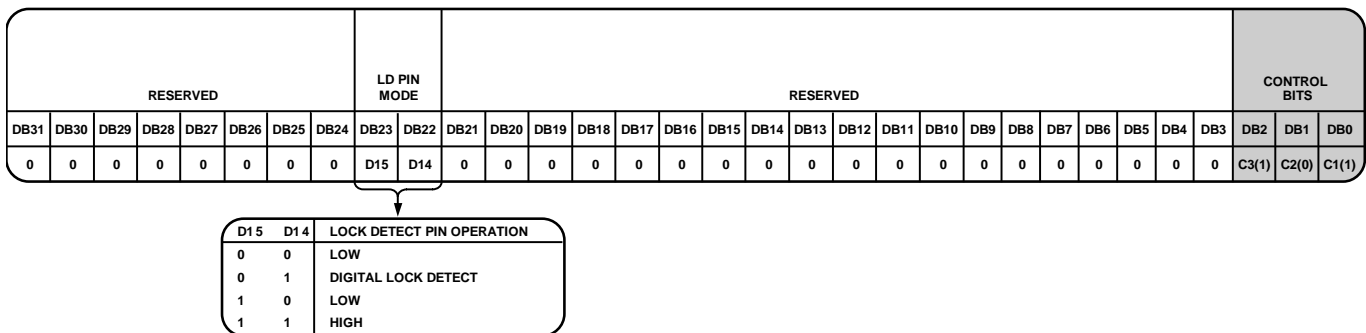 RESERVED LD PIN MODE RESERVED CONTROL BITS
DB31 DB30 DB29 DB28 DB27 DB26 DB25 DB24 DB23 DB22 DB21 DB20 DB19 DB18 DB17 DB16 DB15 DB14 DB13 DB12 DB11 DB10 DB9 DB8 DB7 DB6 DB5 DB4 DB3 DB2 DB1 DB0
0 0 0 0 0 0 0 0 D15 D14 0 0 0 0 0 0 0 0 0 0 0 0 0 0 0 0 0 0 0 C3(1) C2(0) C1(1)
D15 D14 LOCK DETECT PIN OPERATION
0 0 LOW
0 1 DIGITAL LOCK DETECT
1 0 LOW
1 1 HIGH